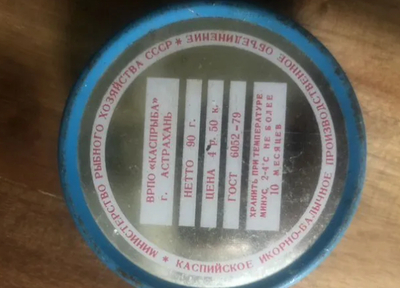 * МИНИСТЕРСТВО РЫБНОГО ХОЗЯЙСТВА СССР * КАСПИЙСКОЕ ИКОРНО-БАЛЫЧНОЕ ПРОИЗВОДСТВЕННОЕ ОБЪЕДИНЕНИЕ
ВРПО «КАСПРЫБА»
г. АСТРАХАНЬ
НЕТТО 90 г.
ЦЕНА 4 р. 50 к.
ГОСТ 6052-79
ХРАНИТЬ ПРИ ТЕМПЕРАТУРЕ
МИНУС 2-4°С НЕ БОЛЕЕ
10 МЕСЯЦЕВ